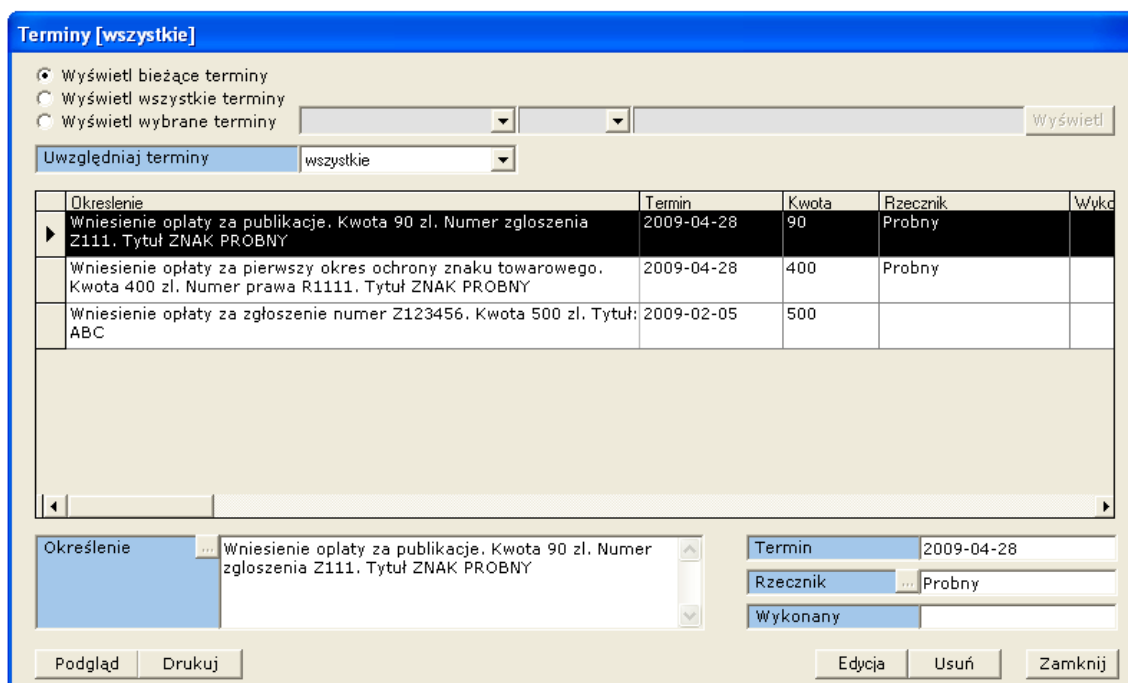 Terminy [wszystkie]
Wyświetl bieżące terminy
Wyświetl wszystkie terminy
Wyświetl wybrane terminy
Wyświetl
Uwzględniaj terminy wszystkie
Okreslenie Termin Kwota Rzecznik Wyko
Wniesienie oplaty za publikacje. Kwota 90 zl. Numer zgloszenia 2009-04-28 90 Probny
Z111. Tytuł ZNAK PROBNY
Wniesienie opłaty za pierwszy okres ochrony znaku towarowego. 2009-04-28 400 Probny
Kwota 400 zl. Numer prawa R1111. Tytuł ZNAK PROBNY
Wniesienie opłaty za zgłoszenie numer Z123456. Kwota 500 zl. Tytuł: 2009-02-05 500
ABC
Określenie ... Wniesienie oplaty za publikacje. Kwota 90 zl. Numer
zgloszenia Z111. Tytuł ZNAK PROBNY
Termin 2009-04-28
Rzecznik ... Probny
Wykonany
Podgląd Drukuj Edycja Usuń Zamknij